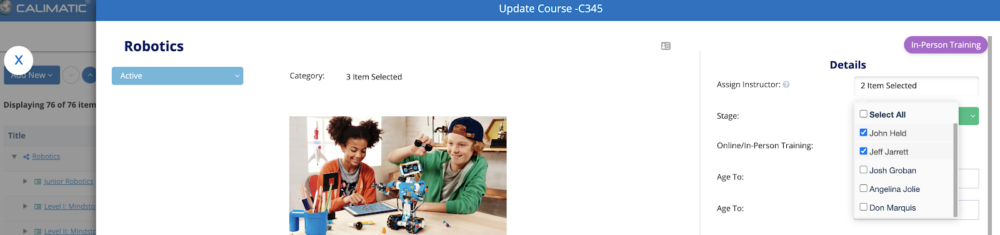 CALIMATIC®
Update Course -C345
X
Add New
Displaying 76 of 76 item
Title
Robotics
Junior Robotics
Level I: Mindsto
Level II: Mindsto
Robotics
Active
Category: 3 Item Selected
In-Person Training
Details
Assign Instructor: ? 2 Item Selected
Select All
John Held
Jeff Jarrett
Josh Groban
Angelina Jolie
Don Marquis
Stage:
Online/In-Person Training:
Age To:
Age To: